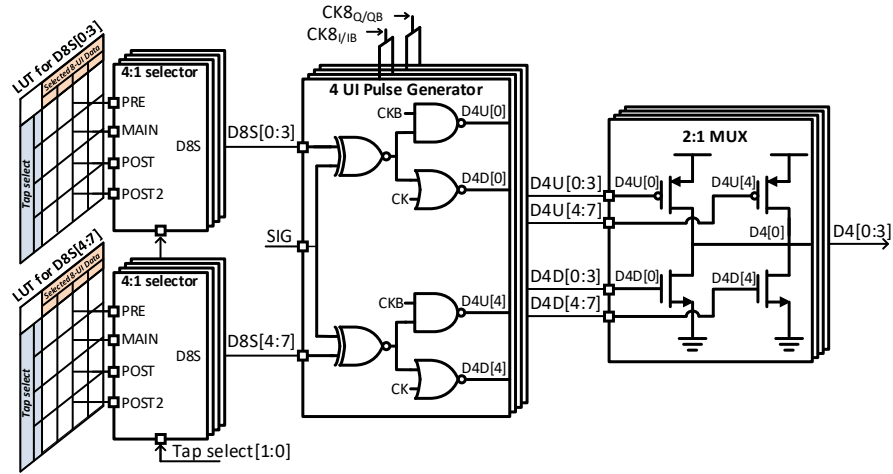 CK8Q/QB
CK8I/IB
LUT for D8S[0:3]
Selected 8-UI Data
Tap select
4:1 selector
PRE
MAIN
POST
POST2
D8S
D8S[0:3]
4 UI Pulse Generator
CKB
D4U[0]
D4D[0]
CK
SIG
CKB
D4U[4]
D4D[4]
CK
LUT for D8S[4:7]
Selected 8-UI Data
Tap select
4:1 selector
PRE
MAIN
POST
POST2
D8S
D8S[4:7]
Tap select[1:0]
D4U[0:3]
D4U[4:7]
D4D[0:3]
D4D[4:7]
2:1 MUX
D4U[0]
D4U[4]
D4[0]
D4D[0]
D4D[4]
D4[0:3]